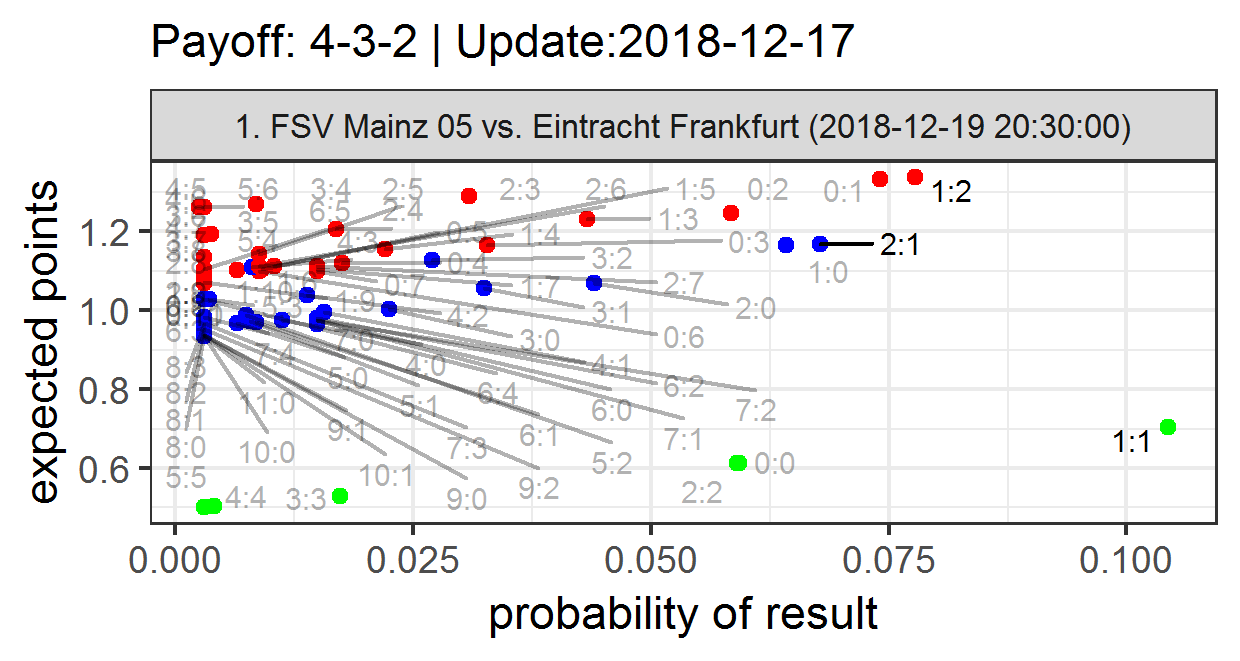 Payoff: 4-3-2 | Update:2018-12-17
1. FSV Mainz 05 vs. Eintracht Frankfurt (2018-12-19 20:30:00)
expected points
1.2
1.0
0.8
0.6
4:5 5:6 3:4 2:5 2:3 2:6 1:5 0:2 0:1 1:2
6:5 2:4 1:3
3:5 0:5 1:4
5:4 4:3 0:3 2:1
0:4 3:2 1:0
0:7 1:7 2:7
1:10 1:9 2:0
5:3 4:2 3:1
7:0 3:0 0:6
7:4 4:0 4:1
8:3 5:0 6:4 6:2
8:2 11:0 5:1 6:0 7:2
8:1 9:1 6:1 7:1 1:1
8:0 10:0 7:3 5:2
5:5 10:1 9:2 0:0
4:4 3:3 9:0 2:2
0.000 0.025 0.050 0.075 0.100
probability of result